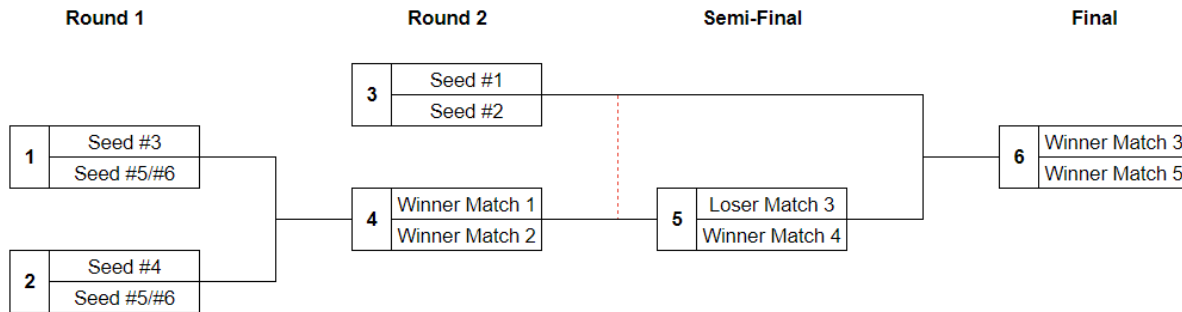 Round 1
Round 2
Semi-Final
Final
3
Seed #1
Seed #2
1
Seed #3
Seed #5/#6
6
Winner Match 3
Winner Match 5
4
Winner Match 1
Winner Match 2
5
Loser Match 3
Winner Match 4
2
Seed #4
Seed #5/#6